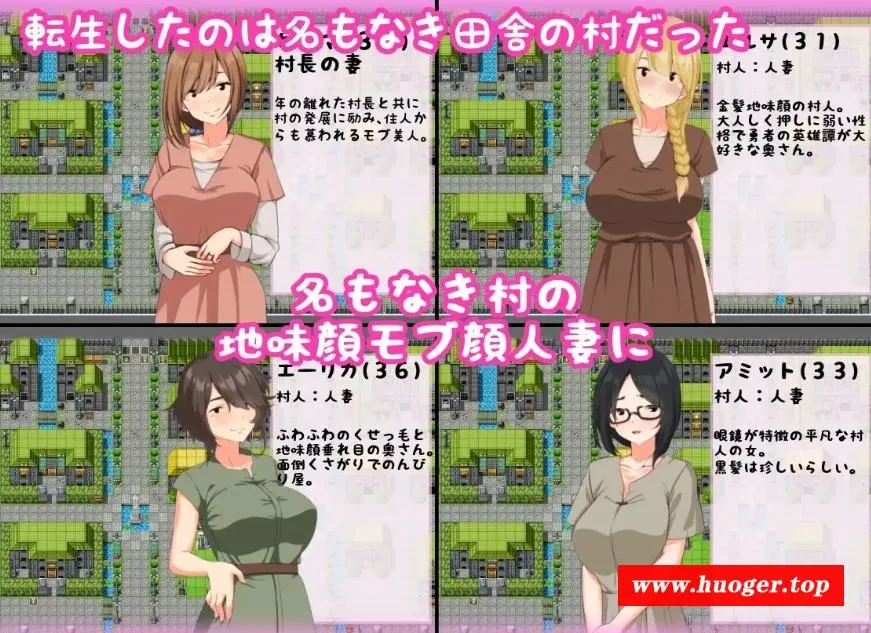 転生したのは名もなき田舎の村だった
村長の妻
年の離れた村長と共に
村の発展に励み、住人か
らも慕われるモブ美人。
ルサ(31)
村人：人妻
金髪地味顔の村人。
大人しく押しに弱い性
格で勇者の英雄譚が大
好きな奥さん。
名もなき村の
地味顔モブ顔人妻に
エーリカ(36)
村人：人妻
ふわふわのくせっ毛と
地味顔垂れ目の奥さん。
面倒くさがりでのんび
り屋。
アミット(33)
村人：人妻
眼鏡が特徴の平凡な村
人の女。
黒髪は珍しいらしい。
www.huoger.top